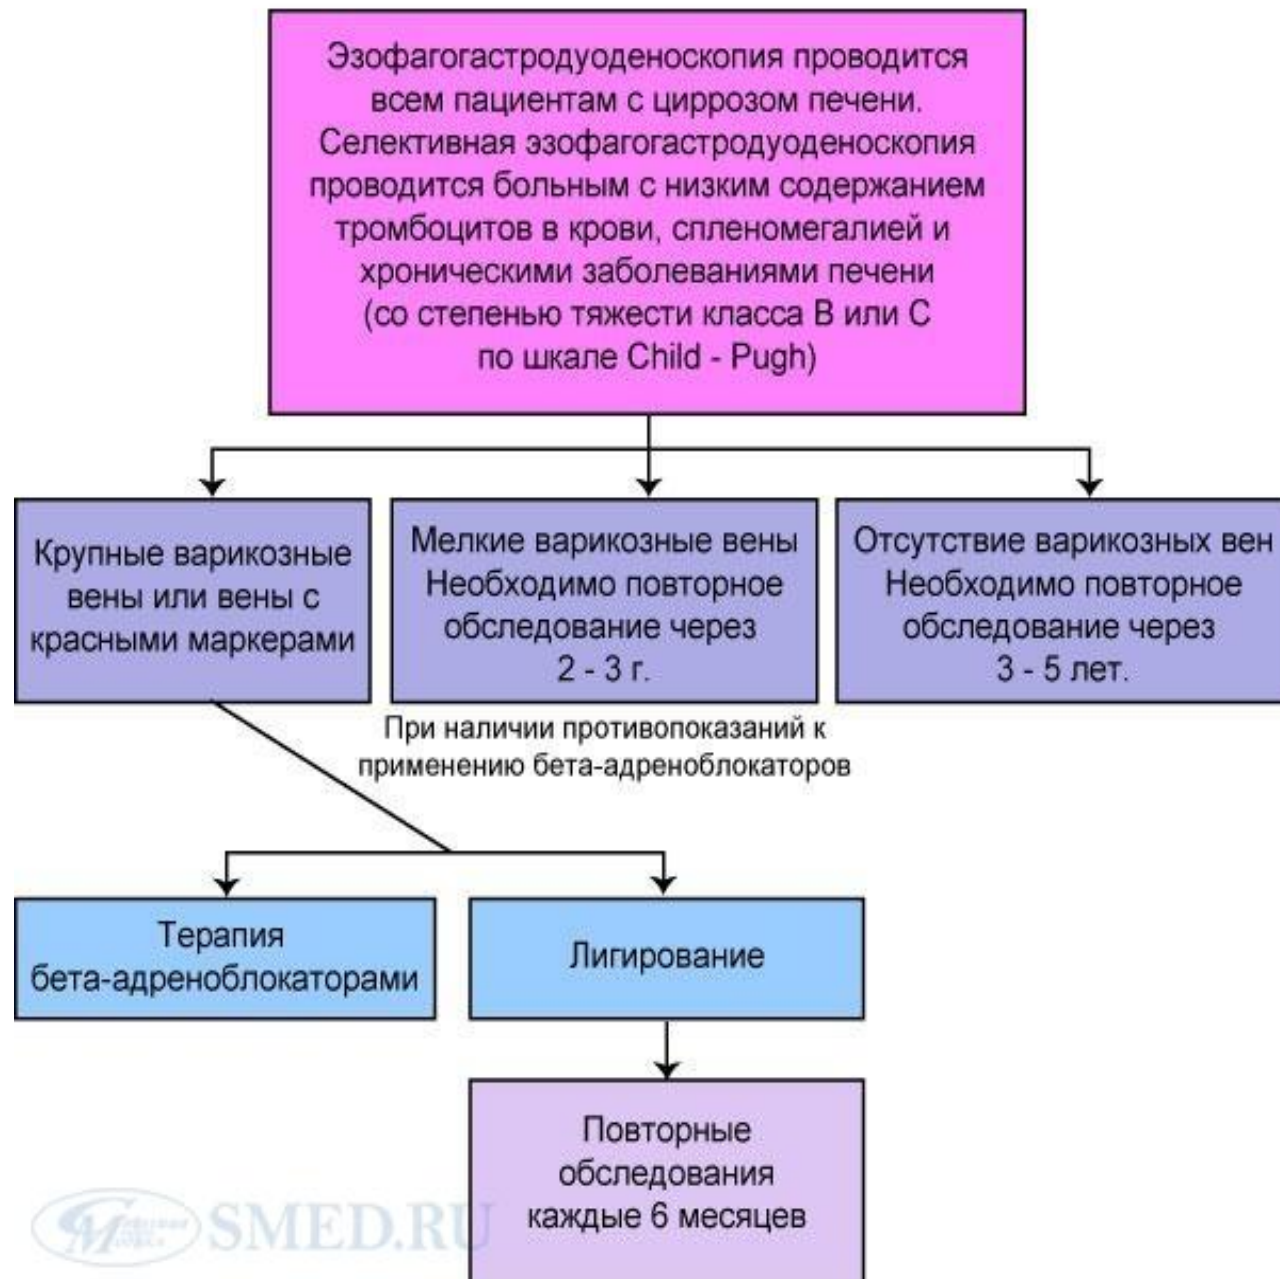 Эзофагогастродуоденоскопия проводится
всем пациентам с циррозом печени.
Селективная эзофагогастродуоденоскопия
проводится больным с низким содержанием
тромбоцитов в крови, спленомегалией и
хроническими заболеваниями печени
(со степенью тяжести класса В или С
по шкале Child - Pugh)
Крупные варикозные
вены или вены с
красными маркерами
Мелкие варикозные вены
Необходимо повторное
обследование через
2 - 3 г.
Отсутствие варикозных вен
Необходимо повторное
обследование через
3 - 5 лет.
При наличии противопоказаний к
применению бета-адреноблокаторов
Терапия
бета-адреноблокаторами
Лигирование
Повторные
обследования
каждые 6 месяцев
SMED.RU